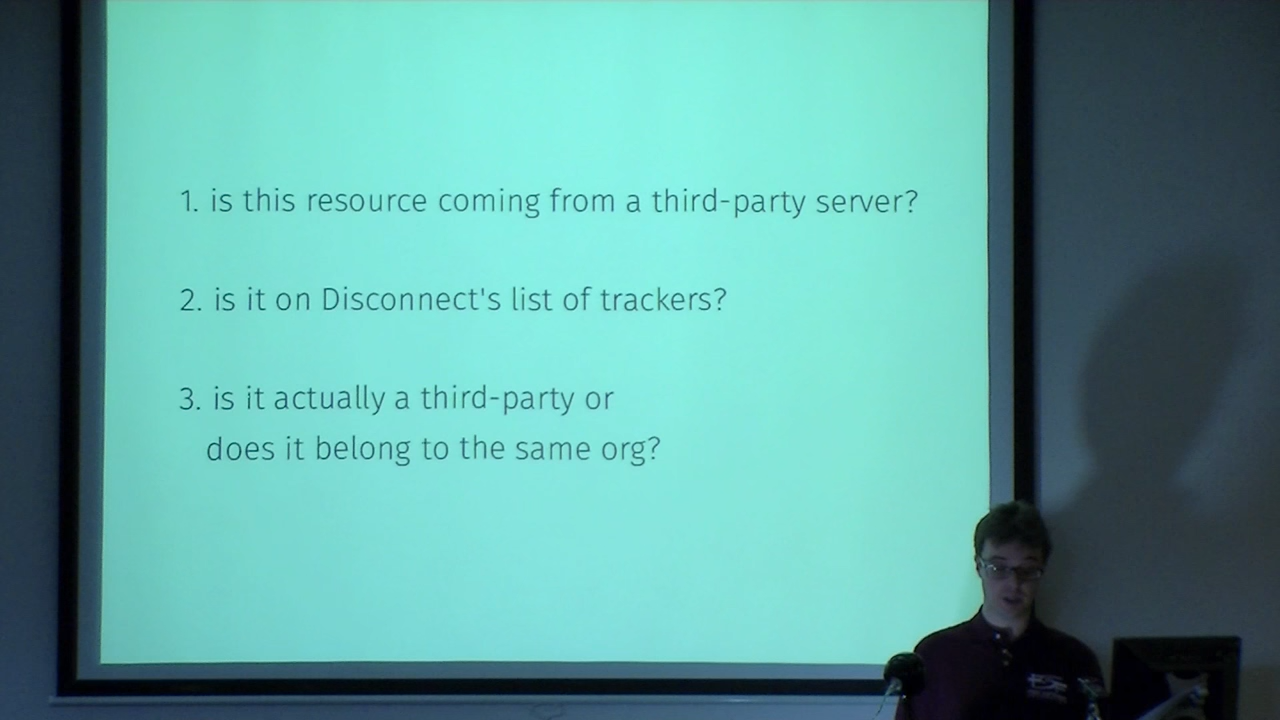 1. is this resource coming from a third-party server?
2. is it on Disconnect's list of trackers?
3. is it actually a third-party or
does it belong to the same org?